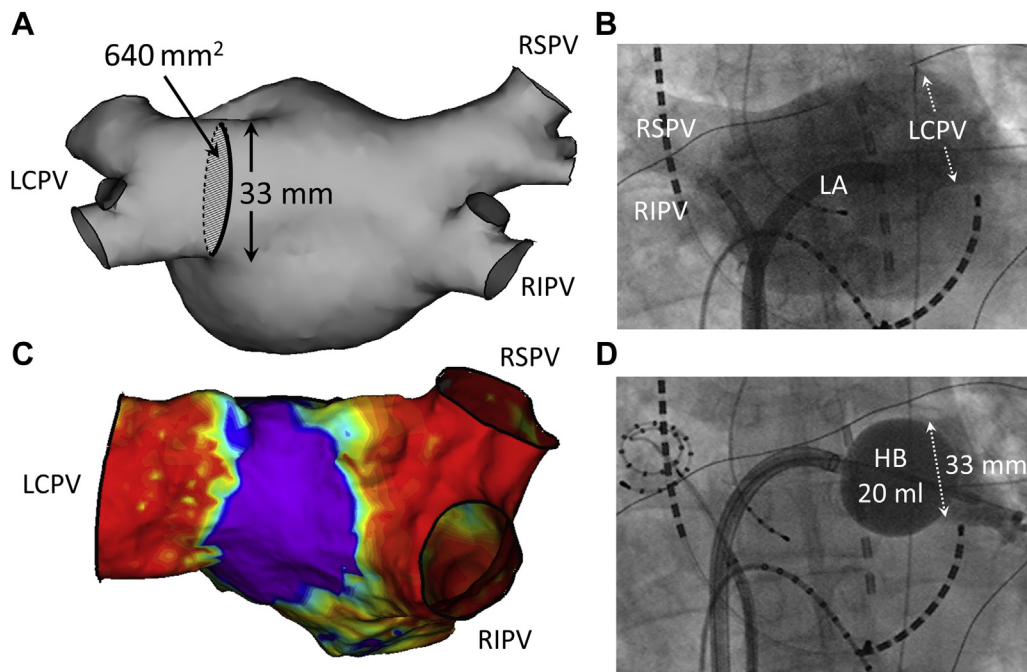 A
640 mm²
RSPV
LCPV
33 mm
RIPV
B
RSPV
LCPV
LA
RIPV
C
RSPV
LCPV
RIPV
D
HB
20 ml
33 mm